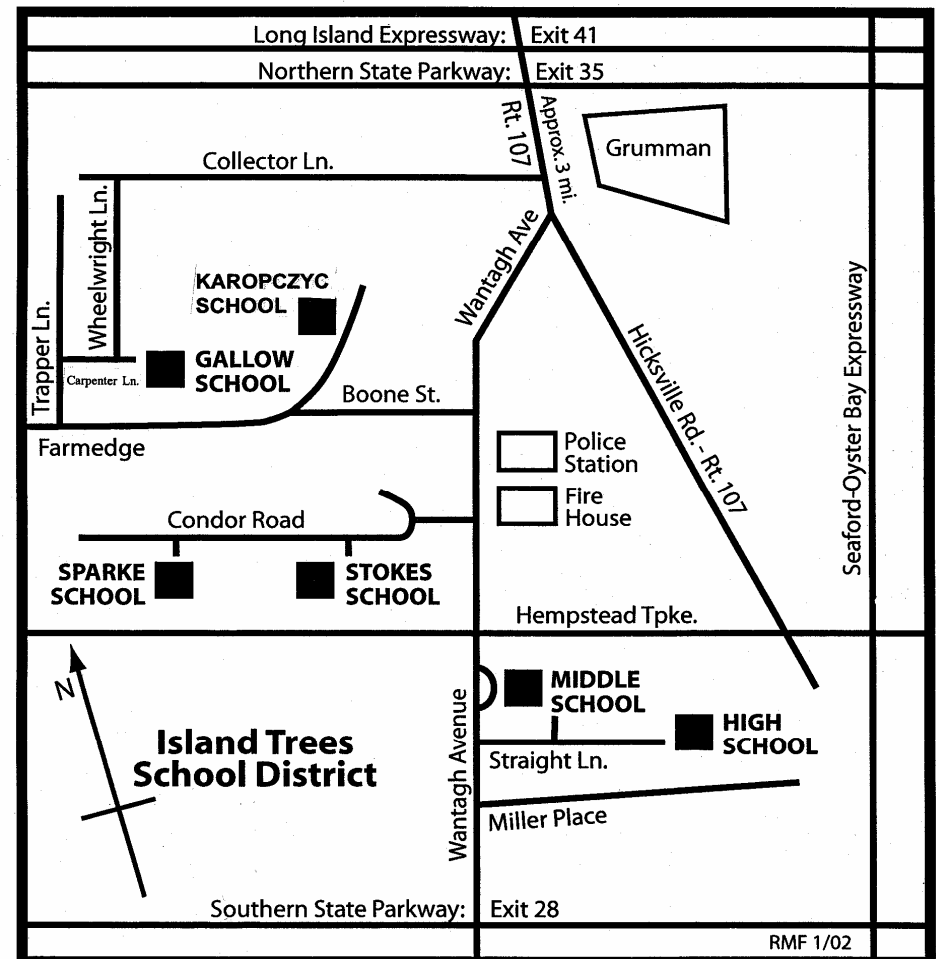 Long Island Expressway: Exit 41
Northern State Parkway: Exit 35
Rt. 107
Approx. 3 mi.
Grumman
Collector Ln.
Wheelwright Ln.
Wantagh Ave
KAROPCZYC
SCHOOL
Trapper Ln.
GALLOW
SCHOOL
Carpenter Ln.
Boone St.
Hicksville Rd.- Rt. 107
Seaford-Oyster Bay Expressway
Farmedge
Police
Station
Fire
House
Condor Road
SPARKE
SCHOOL
STOKES
SCHOOL
Hempstead Tpke.
N
MIDDLE
SCHOOL
HIGH
SCHOOL
Island Trees
School District
Wantagh Avenue
Straight Ln.
Miller Place
Southern State Parkway: Exit 28
RMF 1/02